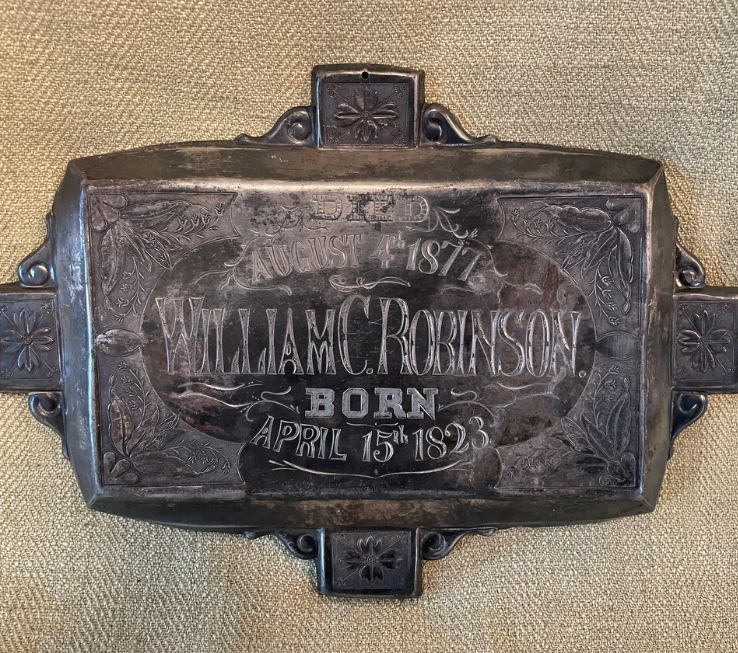 DIED
AUGUST 4th 1877
WILLIAM C. ROBINSON.
BORN
APRIL 15th 1823